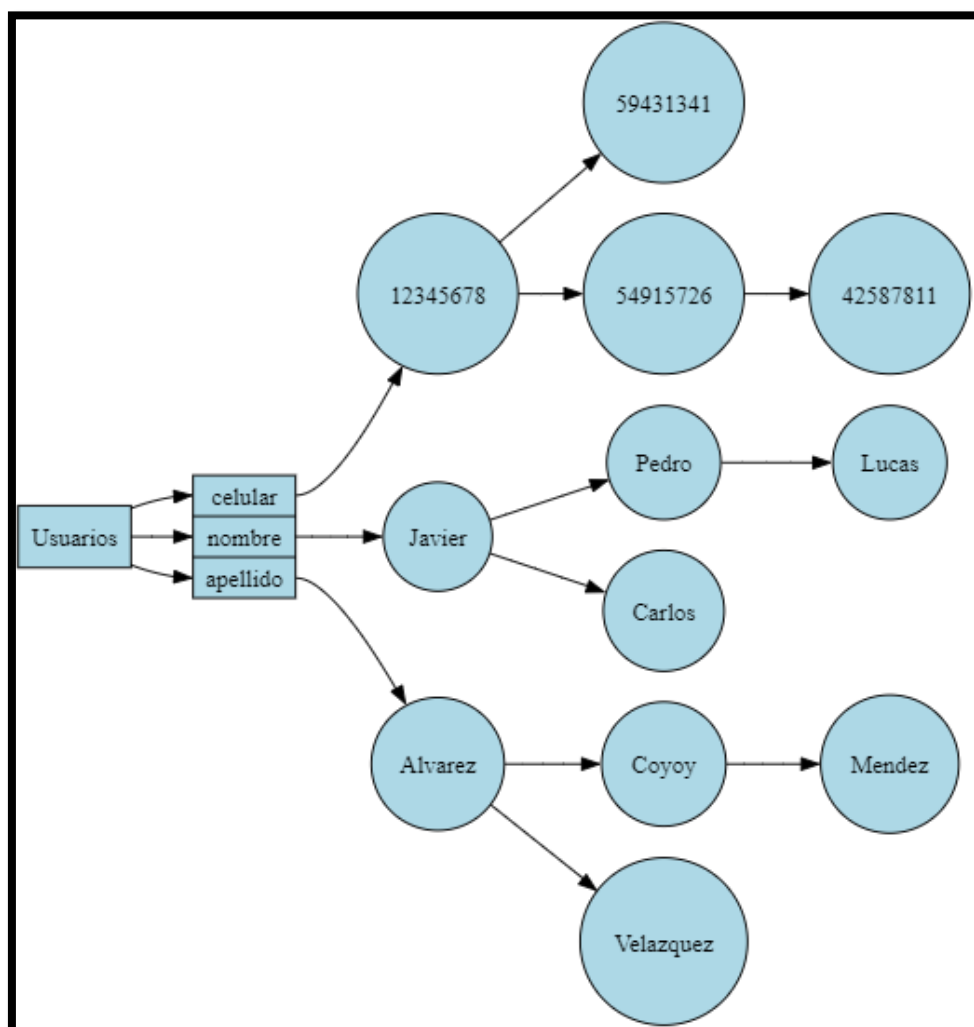 59431341
12345678
54915726
42587811
Pedro
Lucas
celular
Usuarios
nombre
Javier
apellido
Carlos
Alvarez
Coyoy
Mendez
Velazquez